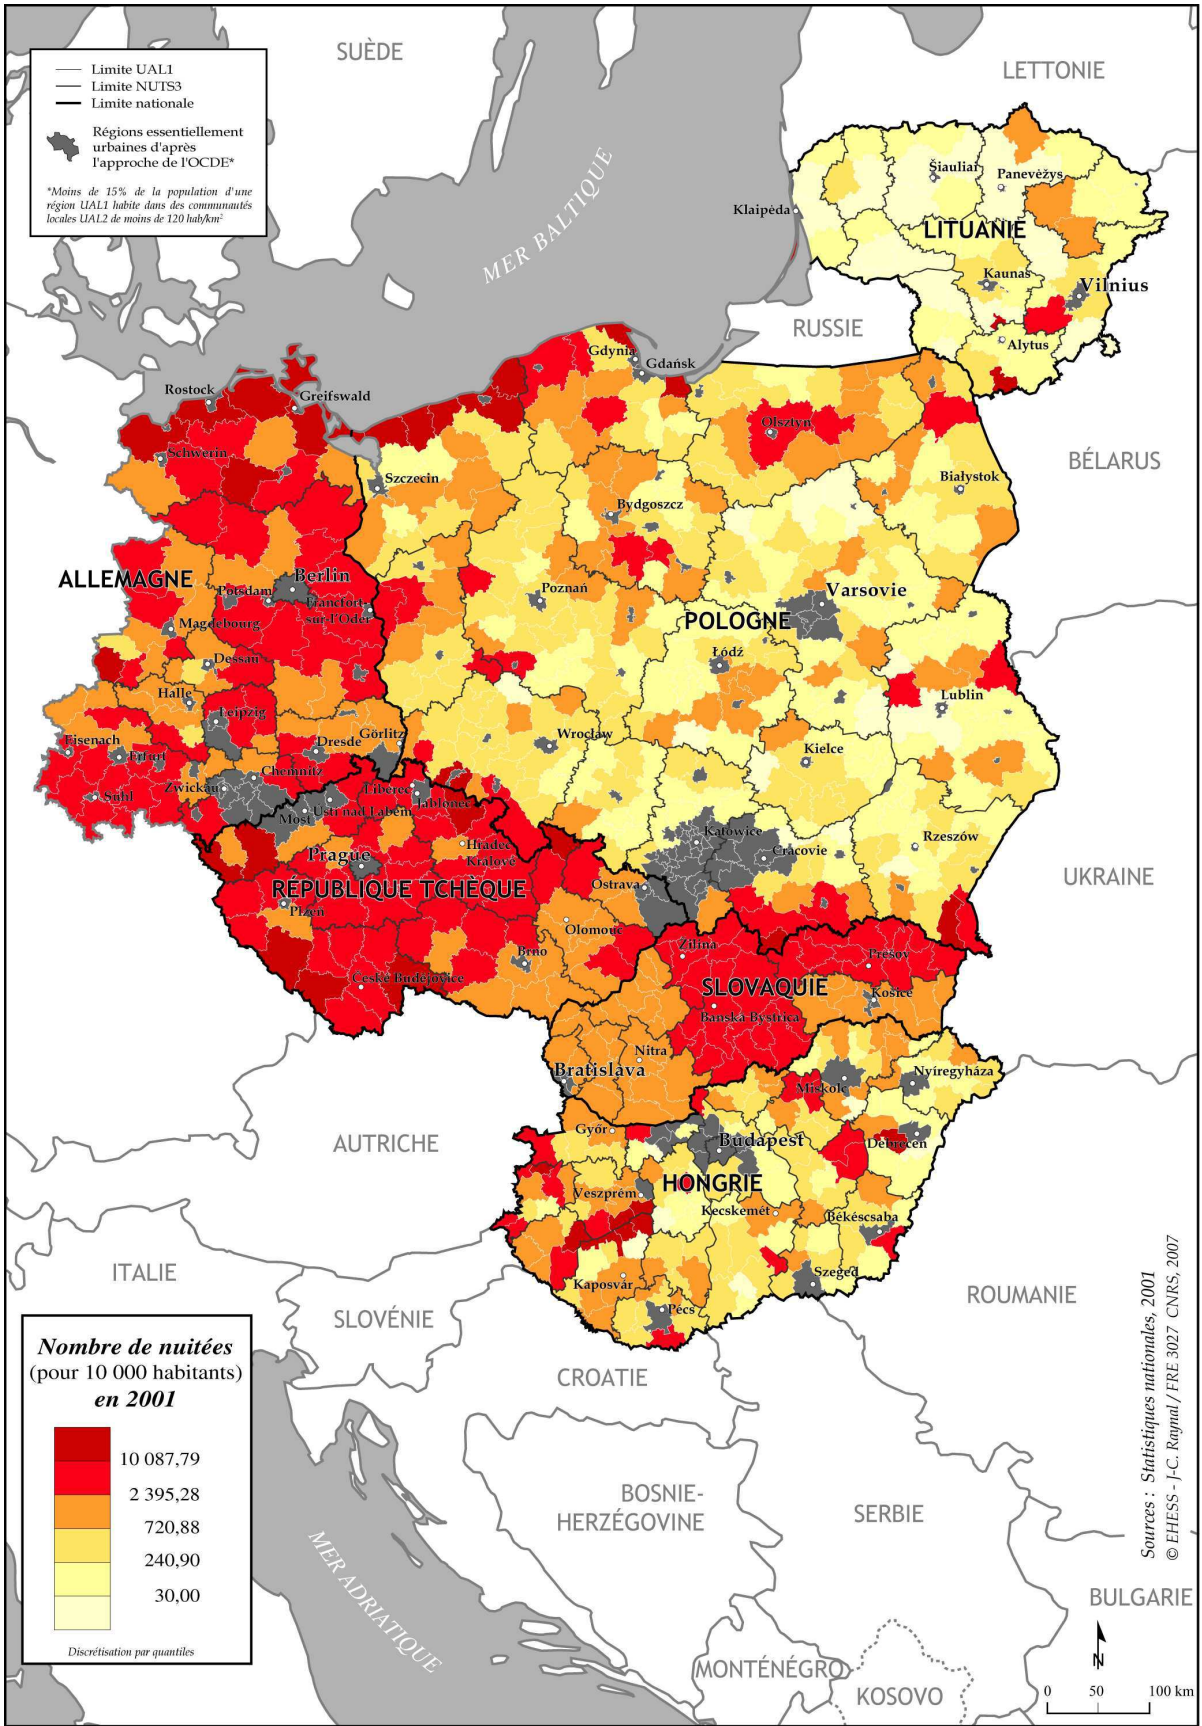 SUÈDE
LETTONIE
Limite UAL1
Limite NUTS3
Limite nationale
Régions essentiellement
urbaines d'après
l'approche de l'OCDE*
*Moins de 15% de la population d'une
région UAL1 habite dans des communautés
locales UAL2 de moins de 120 hab/km²
MER BALTIQUE
Šiauliai
Panevėžys
Klaipėda
LITUANIE
Kaunas
Vilnius
RUSSIE
Alytus
Gdynia
Gdańsk
Rostock
Greifswald
Olsztyn
Schwerin
BÉLARUS
Szczecin
Białystok
Bydgoszcz
ALLEMAGNE
Berlin
Potsdam
Francfort-
sur-l'Oder
Poznań
Varsovie
POLOGNE
Magdebourg
Łódź
Dessau
Halle
Lublin
Leipzig
Wrocław
Eisenach
Erfurt
Dresde
Görlitz
Kielce
Chemnitz
Zwickau
Suhl
Liberec
Jablonec
Most
Ústí nad Labem
Katowice
Rzeszów
Prague
Hradec
Králové
Cracovie
UKRAINE
RÉPUBLIQUE TCHÈQUE
Ostrava
Plzeň
Olomouc
Žilina
Brno
Prešov
České Budějovice
SLOVAQUIE
Košice
Banská Bystrica
Nitra
Bratislava
Miskolc
Nyíregyháza
AUTRICHE
Győr
Budapest
Debrecen
HONGRIE
Veszprém
Kecskemét
Békéscsaba
ITALIE
Kaposvár
Szeged
ROUMANIE
SLOVÉNIE
Pécs
CROATIE
Nombre de nuitées
(pour 10 000 habitants)
en 2001
10 087,79
2 395,28
720,88
240,90
30,00
Discrétisation par quantiles
BOSNIE-
HERZÉGOVINE
SERBIE
MER ADRIATIQUE
BULGARIE
MONTÉNÉGRO
KOSOVO
N
0 50 100 km
Sources : Statistiques nationales, 2001
© EHESS - J-C. Raynal / FRE 3027 CNRS, 2007